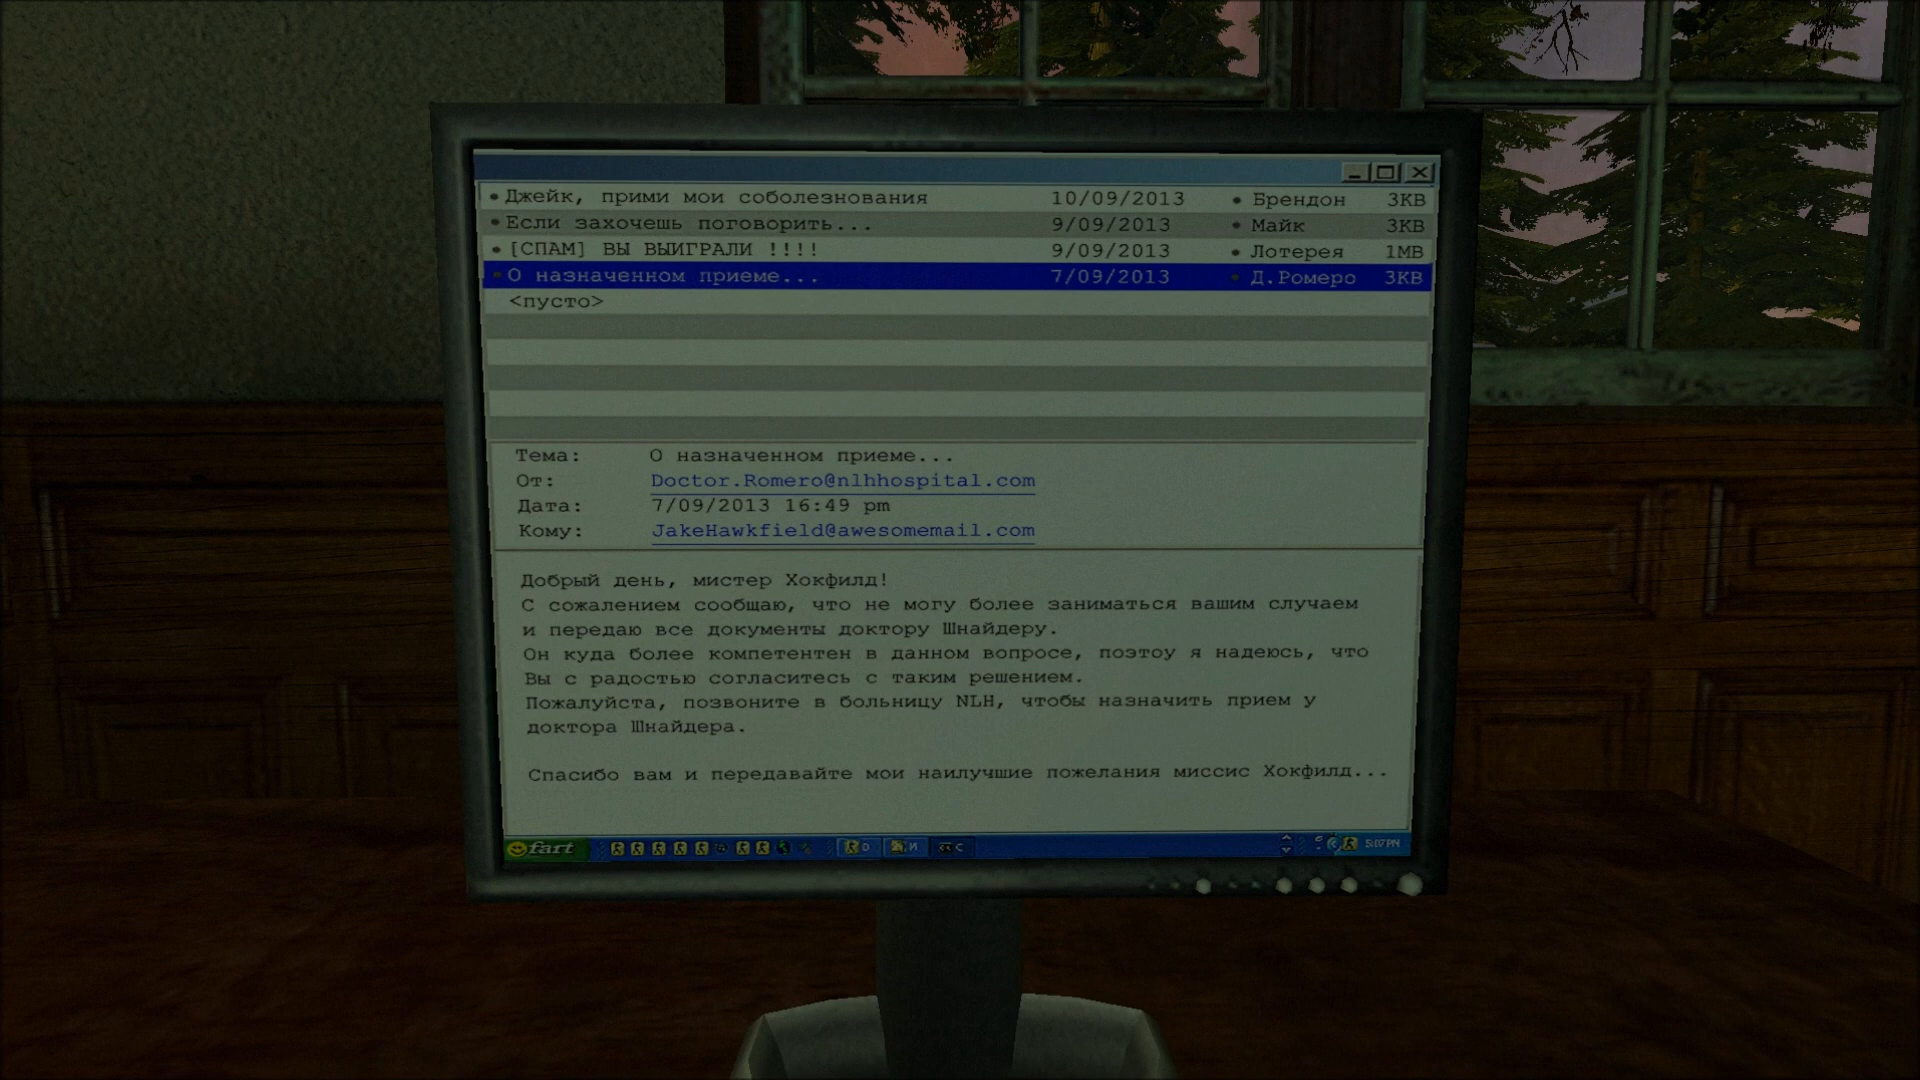 • Джейк, прими мои соболезнования 10/09/2013 • Брендон 3KB
• Если захочешь поговорить... 9/09/2013 • Майк 3KB
• [СПАМ] ВЫ ВЫИГРАЛИ !!!! 9/09/2013 • Лотерея 1MB
• О назначенном приеме... 7/09/2013 • Д.Ромеро 3KB
<пусто>
Тема: О назначенном приеме...
От: Doctor.Romero@nlhhospital.com
Дата: 7/09/2013 16:49 pm
Кому: JakeHawkfield@awesomemail.com
Добрый день, мистер Хокфилд!
С сожалением сообщаю, что не могу более заниматься вашим случаем
и передаю все документы доктору Шнайдеру.
Он куда более компетентен в данном вопросе, поэтоу я надеюсь, что
Вы с радостью согласитесь с таким решением.
Пожалуйста, позвоните в больницу NLH, чтобы назначить прием у
доктора Шнайдера.
Спасибо вам и передавайте мои наилучшие пожелания миссис Хокфилд...
fart D И C 5:07 PM